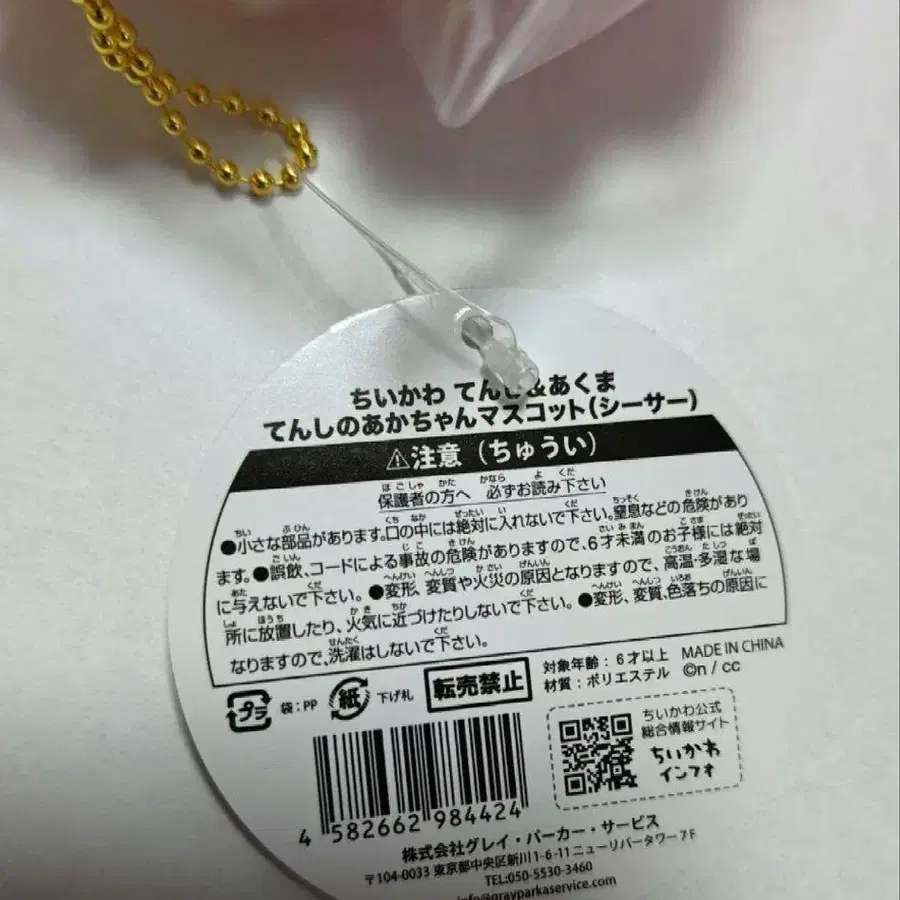 ちいかわ てんし&あくま
てんしのあかちゃんマスコット(シーサー)
⚠注意(ちゅうい)
保護者の方へ 必ずお読み下さい
●小さな部品があります。口の中には絶対に入れないで下さい。窒息などの危険があり
ます。●誤飲、コードによる事故の危険がありますので、6才未満のお子様には絶対
に与えないで下さい。●変形、変質や火災の原因となりますので、高温・多湿な場
所に放置したり、火気に近づけたりしないで下さい。●変形、変質、色落ちの原因に
なりますので、洗濯はしないで下さい。
プラ 袋:PP 紙 下げ札 転売禁止
対象年齢:6才以上 MADE IN CHINA
材質:ポリエステル ©n / cc
ちいかわ公式
総合情報サイト
ちいかわ
インフォ
4 582662 984424
株式会社グレイ・パーカー・サービス
〒104-0033 東京都中央区新川1-6-11 ニューリバータワー7F
TEL:050-5530-3460
info@grayparkaservice.com